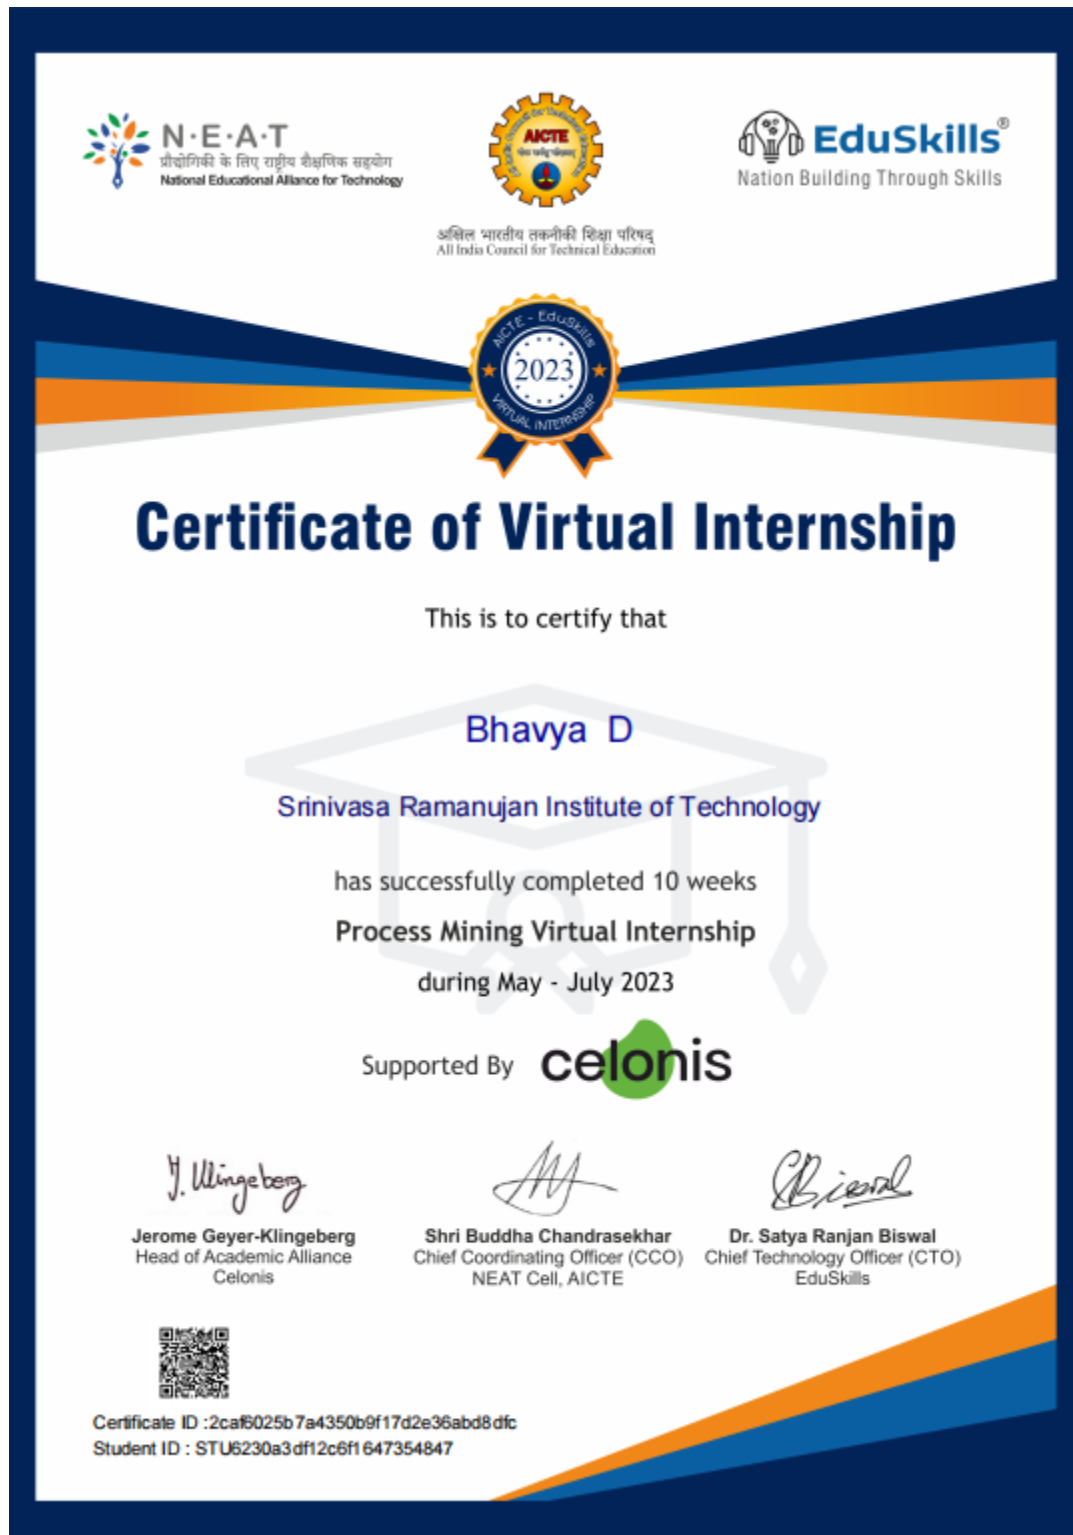 N·E·A·T
प्रौद्योगिकी के लिए राष्ट्रीय शैक्षणिक सहयोग
National Educational Alliance for Technology
AICTE
अखिल भारतीय तकनीकी शिक्षा परिषद्
All India Council for Technical Education
EduSkills®
Nation Building Through Skills
AICTE - EduSkills
2023
VIRTUAL INTERNSHIP
Certificate of Virtual Internship
This is to certify that
Bhavya D
Srinivasa Ramanujan Institute of Technology
has successfully completed 10 weeks
Process Mining Virtual Internship
during May - July 2023
Supported By celonis
J. Klingeberg
Jerome Geyer-Klingeberg
Head of Academic Alliance
Celonis
Shri Buddha Chandrasekhar
Chief Coordinating Officer (CCO)
NEAT Cell, AICTE
Dr. Satya Ranjan Biswal
Chief Technology Officer (CTO)
EduSkills
Certificate ID :2caf6025b7a4350b9f17d2e36abd8dfc
Student ID : STU6230a3df12c6f1647354847